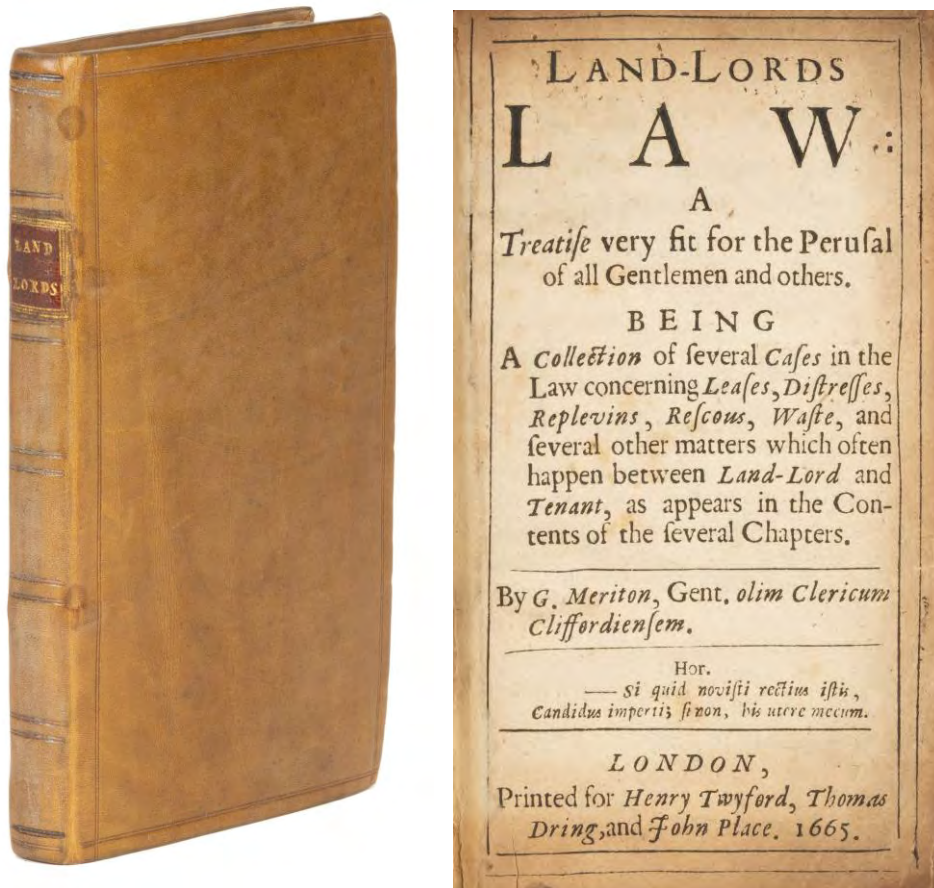 LAND
LORDS
LAND-LORDS
LAW:
A
Treatiſe very fit for the Peruſal
of all Gentlemen and others.
BEING
A Collection of ſeveral Caſes in the
Law concerning Leaſes, Diſtreſſes,
Replevins, Reſcous, Waſte, and
ſeveral other matters which often
happen between Land-Lord and
Tenant, as appears in the Con-
tents of the ſeveral Chapters.
By G. Meriton, Gent. olim Clericum
Cliffordienſem.
Hor.
—— Si quid noviſti rectius iſtis,
Candidus imperti; ſi non, his utere mecum.
LONDON,
Printed for Henry Twyford, Thomas
Dring, and John Place. 1665.